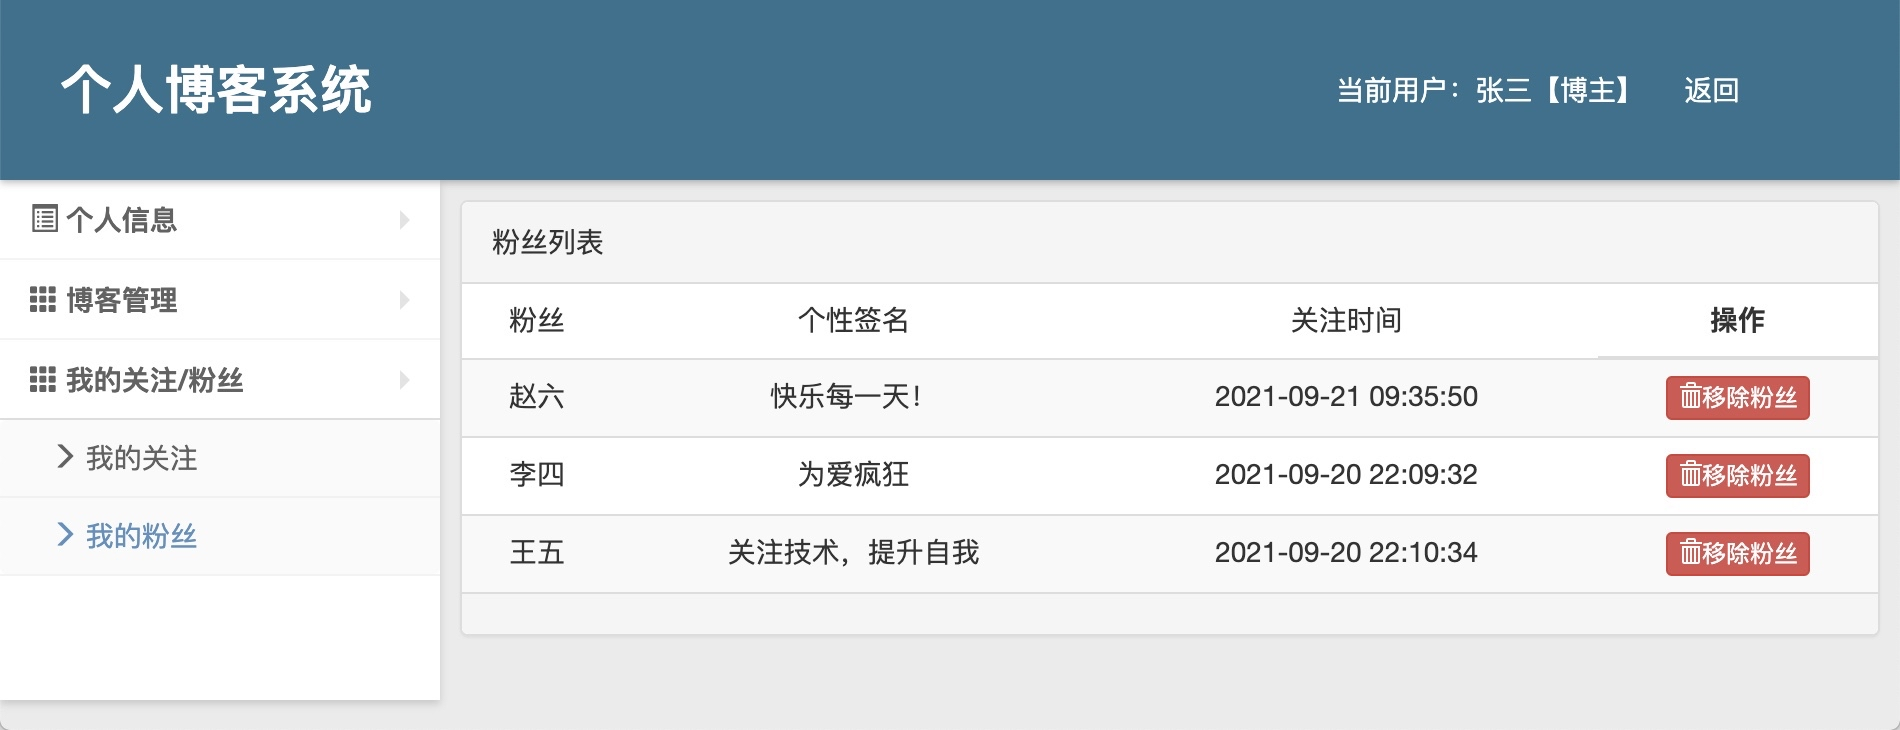 个人博客系统
当前用户：张三【博主】 返回
个人信息
博客管理
我的关注/粉丝
我的关注
我的粉丝
粉丝列表
粉丝 个性签名 关注时间 操作
赵六 快乐每一天！ 2021-09-21 09:35:50 移除粉丝
李四 为爱疯狂 2021-09-20 22:09:32 移除粉丝
王五 关注技术，提升自我 2021-09-20 22:10:34 移除粉丝